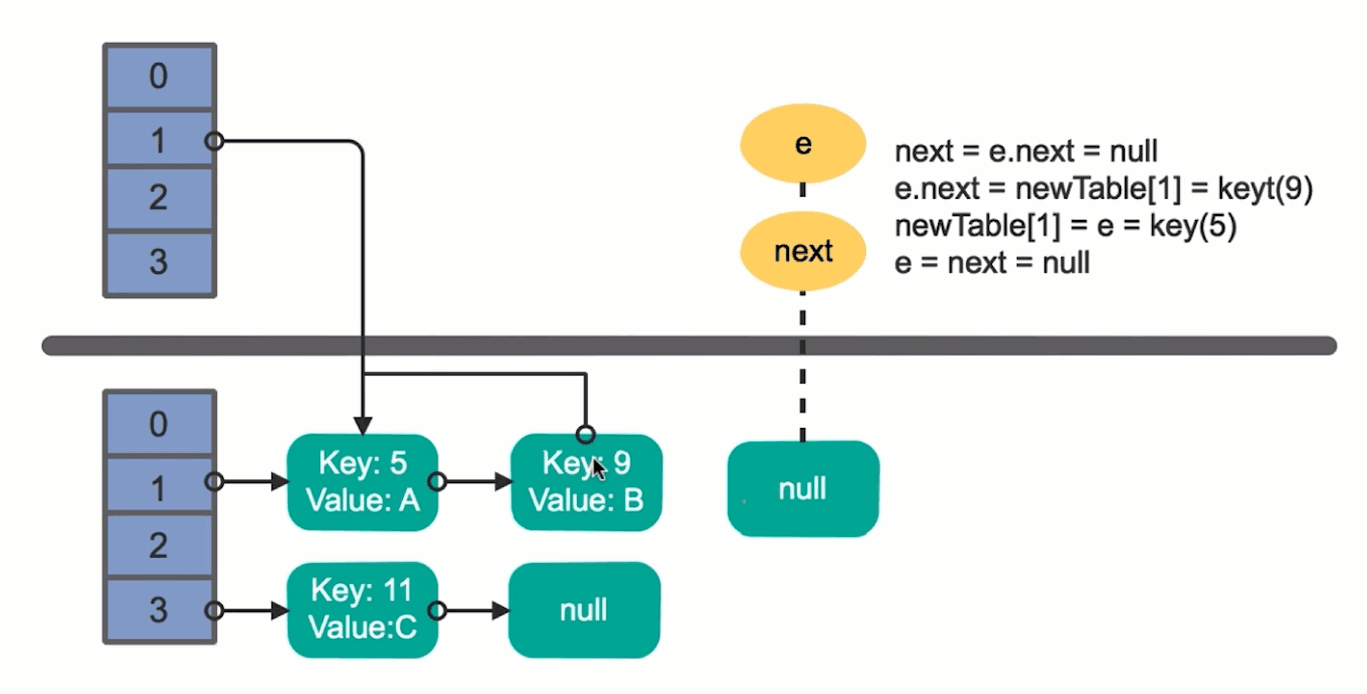 0
1
2
3
e
next
next = e.next = null
e.next = newTable[1] = keyt(9)
newTable[1] = e = key(5)
e = next = null
0
1
2
3
Key: 5
Value: A
Key: 9
Value: B
null
Key: 11
Value:C
null